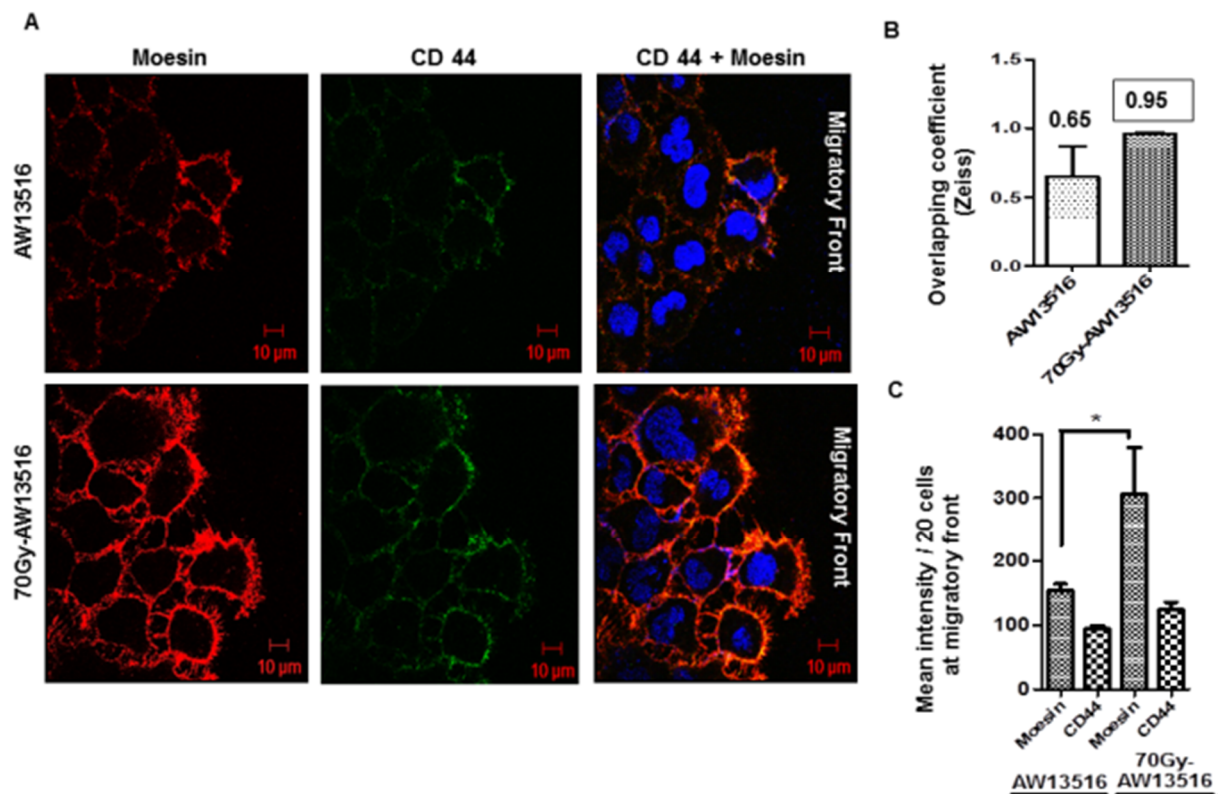 A
Moesin
CD 44
CD 44 + Moesin
AW13516
Migratory Front
10 µm
10 µm
10 µm
70Gy-AW13516
Migratory Front
10 µm
10 µm
10 µm
B
Overlapping coefficient
(Zeiss)
1.5
1.0
0.5
0.0
0.65
0.95
AW13516
70Gy-AW13516
C
Mean intensity / 20 cells
at migratory front
400
300
200
100
0
*
Moesin
CD44
Moesin
CD44
AW13516
70Gy-
AW13516